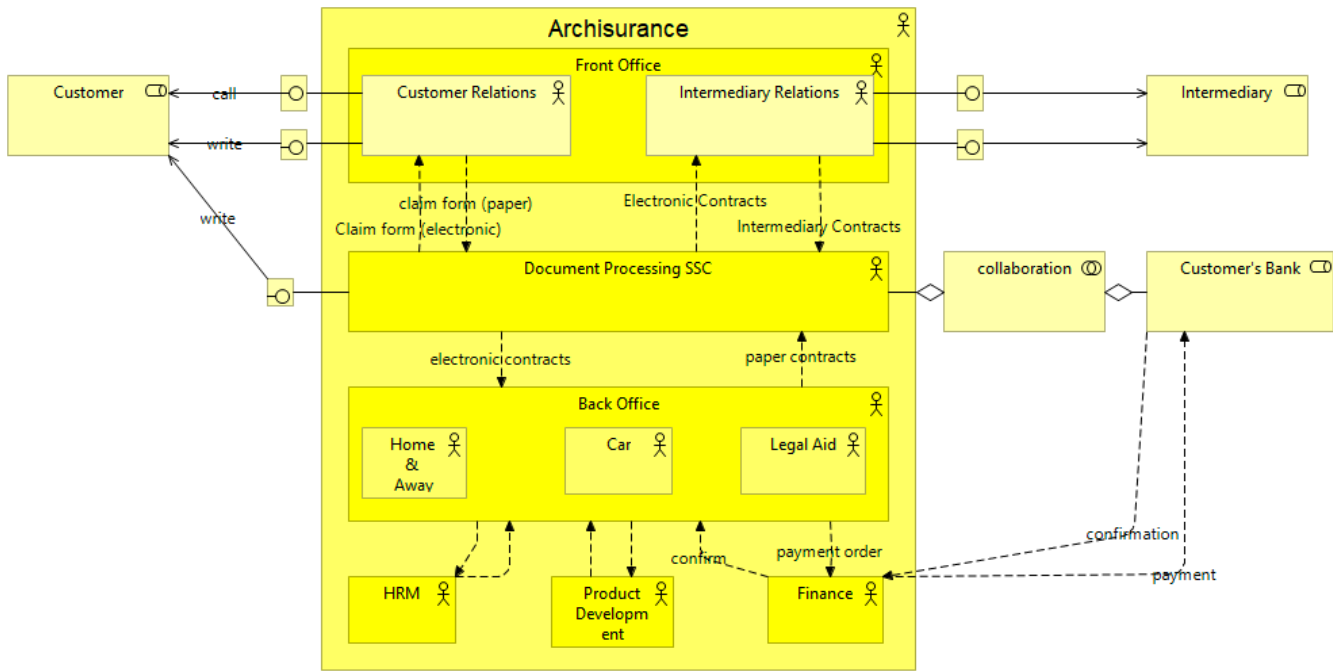 Archisurance
Front Office
Customer
call
Customer Relations
Intermediary Relations
Intermediary
write
claim form (paper)
Electronic Contracts
write
Claim form (electronic)
Intermediary Contracts
Document Processing SSC
collaboration
Customer's Bank
electronic contracts
paper contracts
Back Office
Home
&
Away
Car
Legal Aid
confirmation
confirm
payment order
payment
HRM
Product
Developm
ent
Finance